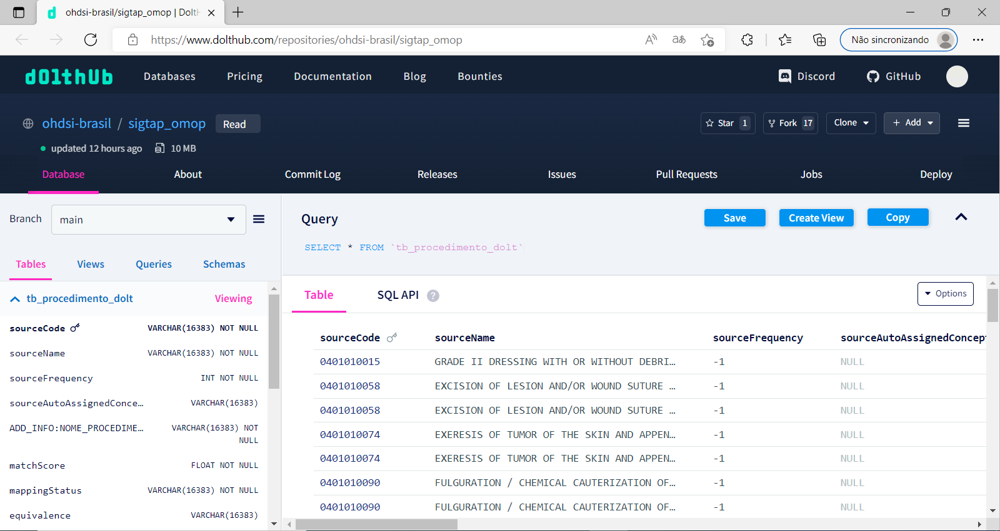 ohdsi-brasil/sigtap_omop | Dolt
https://www.dolthub.com/repositories/ohdsi-brasil/sigtap_omop
Não sincronizando
dolthub Databases Pricing Documentation Blog Bounties Discord GitHub
ohdsi-brasil / sigtap_omop Read Star 1 Fork 17 Clone + Add
updated 12 hours ago 10 MB
Database About Commit Log Releases Issues Pull Requests Jobs Deploy
Branch main
Tables Views Queries Schemas
tb_procedimento_dolt Viewing
sourceCode VARCHAR(16383) NOT NULL
sourceName VARCHAR(16383) NOT NULL
sourceFrequency INT NOT NULL
sourceAutoAssignedConce… VARCHAR(16383)
ADD_INFO:NOME_PROCEDIME… VARCHAR(16383) NOT
NULL
matchScore FLOAT NOT NULL
mappingStatus VARCHAR(16383) NOT NULL
equivalence VARCHAR(16383)
Query Save Create View Copy
SELECT * FROM `tb_procedimento_dolt`
Table SQL API ? Options
sourceCode sourceName sourceFrequency sourceAutoAssignedConcept
0401010015 GRADE II DRESSING WITH OR WITHOUT DEBRI… -1 NULL
0401010058 EXCISION OF LESION AND/OR WOUND SUTURE … -1 NULL
0401010058 EXCISION OF LESION AND/OR WOUND SUTURE … -1 NULL
0401010074 EXERESIS OF TUMOR OF THE SKIN AND APPEN… -1 NULL
0401010074 EXERESIS OF TUMOR OF THE SKIN AND APPEN… -1 NULL
0401010090 FULGURATION / CHEMICAL CAUTERIZATION OF… -1 NULL
0401010090 FULGURATION / CHEMICAL CAUTERIZATION OF… -1 NULL